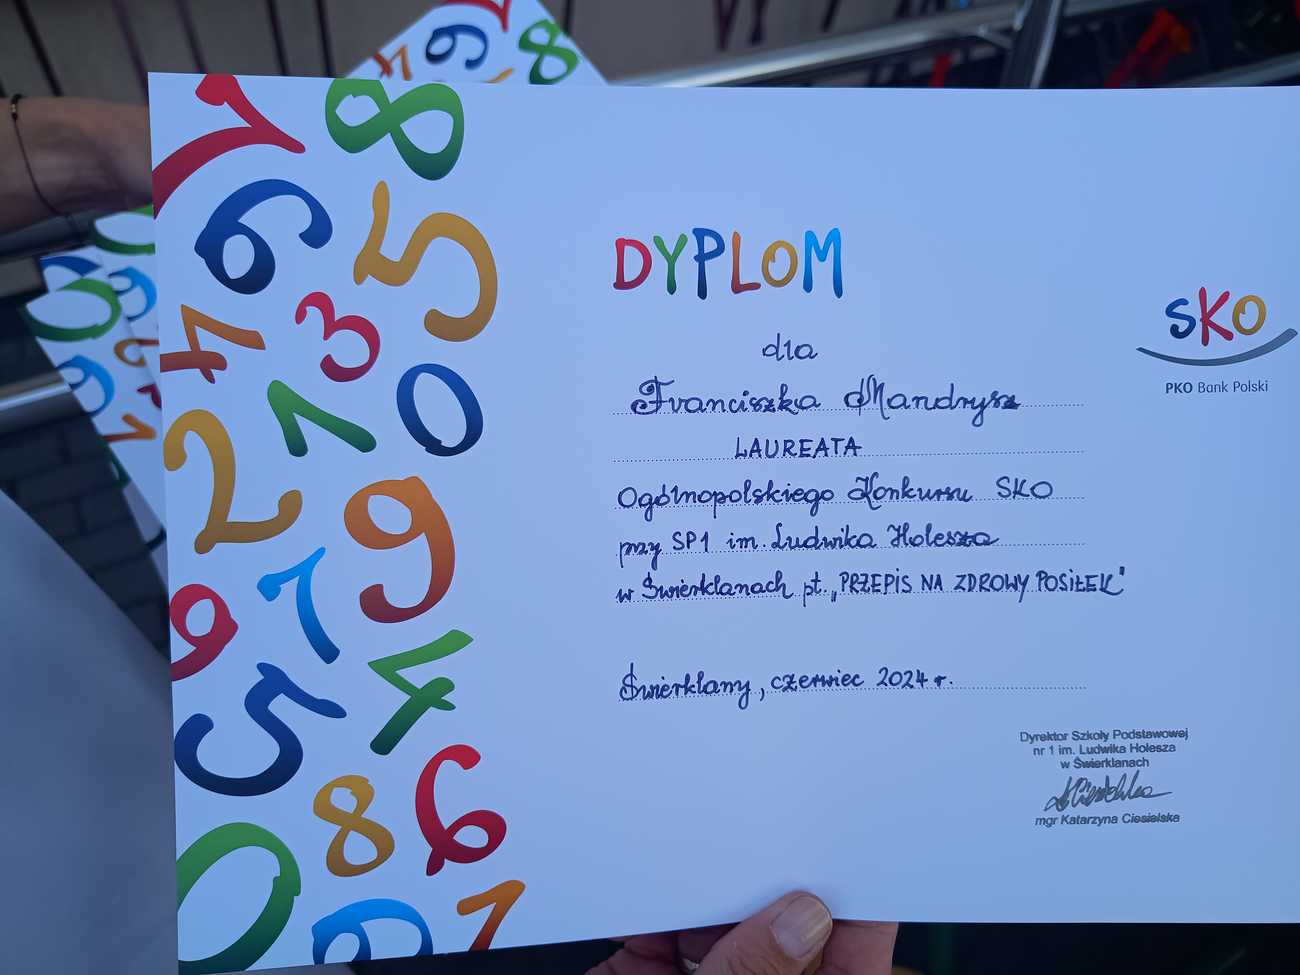 DYPLOM
SKO
PKO Bank Polski
dla
Franciszka Mandrysz
LAUREATA
Ogólnopolskiego Konkursu SKO
przy SP1 im. Ludwika Holesza
w Świerklanach pt. „PRZEPIS NA ZDROWY POSIŁEK"
Świerklany, czerwiec 2024 r.
Dyrektor Szkoły Podstawowej
nr 1 im. Ludwika Holesza
w Świerklanach
mgr Katarzyna Ciesielska